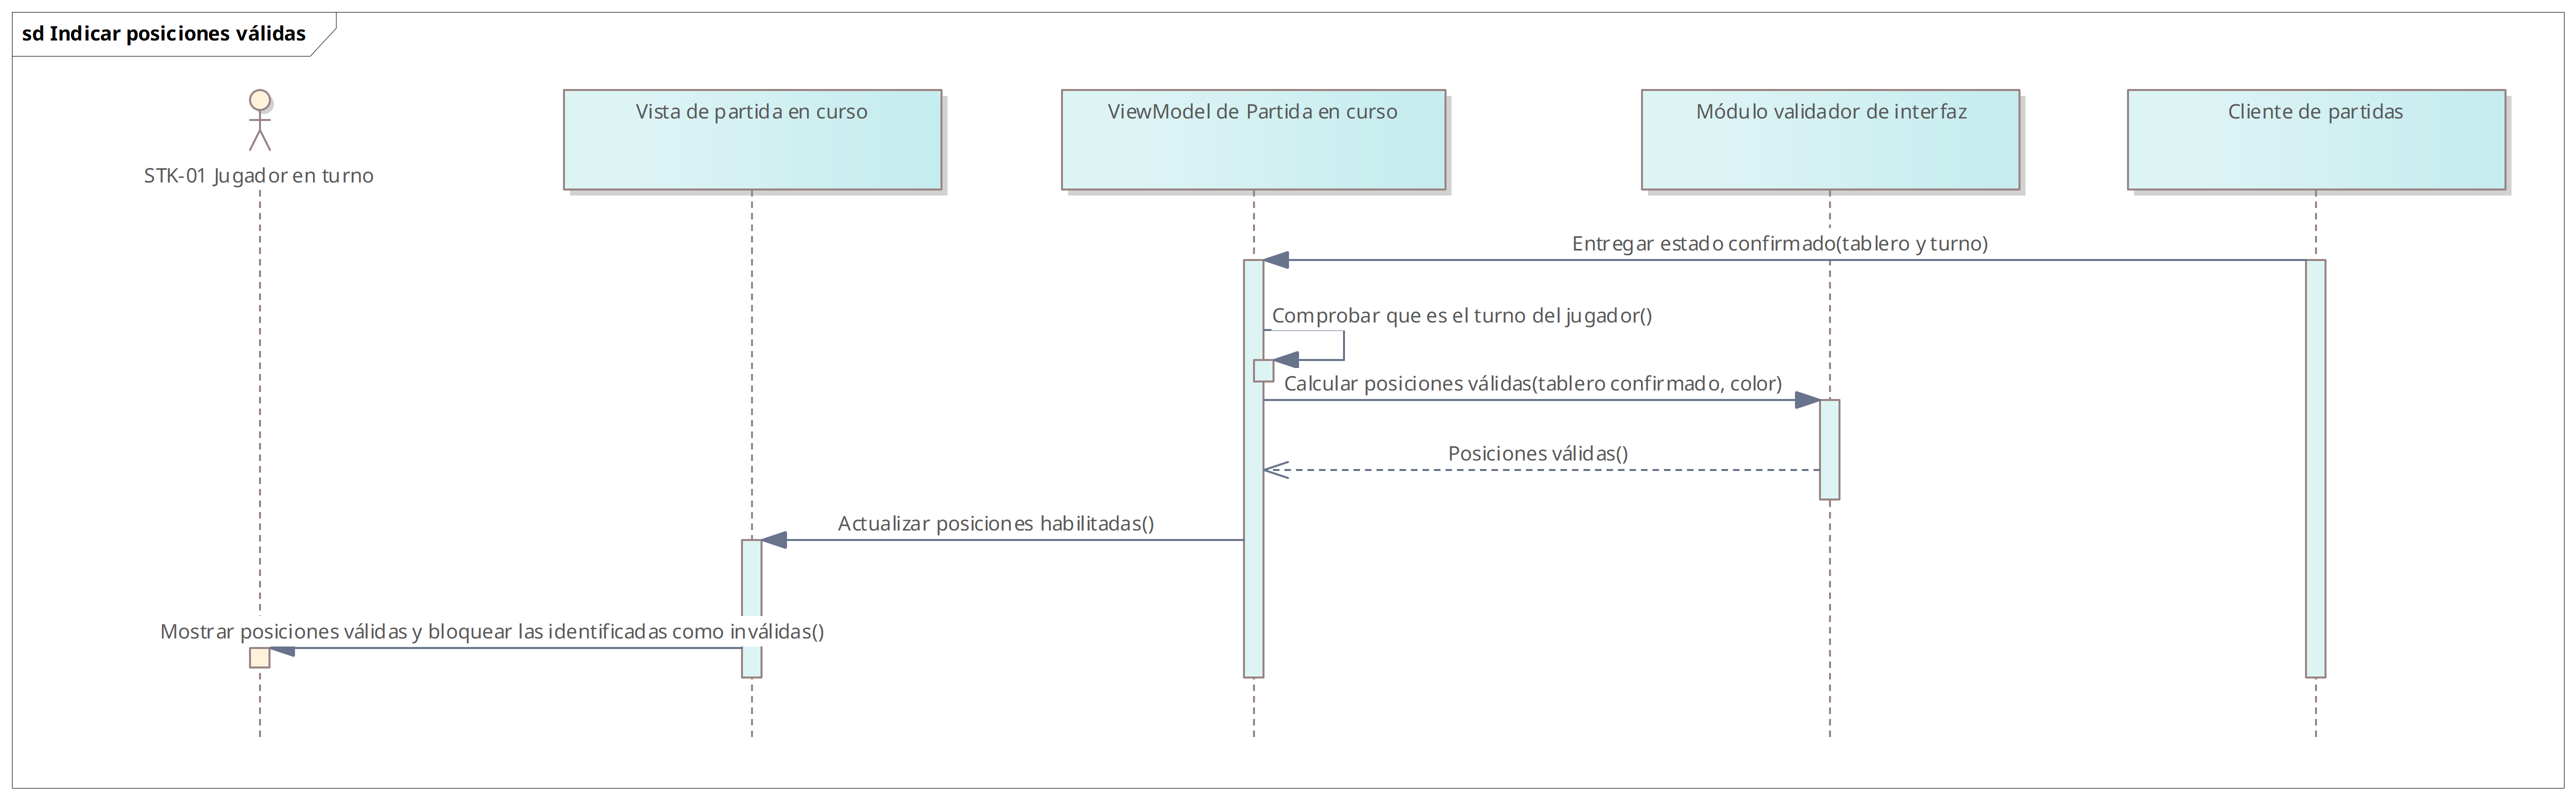 sd Indicar posiciones válidas
STK-01 Jugador en turno
Vista de partida en curso
ViewModel de Partida en curso
Módulo validador de interfaz
Cliente de partidas
Entregar estado confirmado(tablero y turno)
Comprobar que es el turno del jugador()
Calcular posiciones válidas(tablero confirmado, color)
Posiciones válidas()
Actualizar posiciones habilitadas()
Mostrar posiciones válidas y bloquear las identificadas como inválidas()